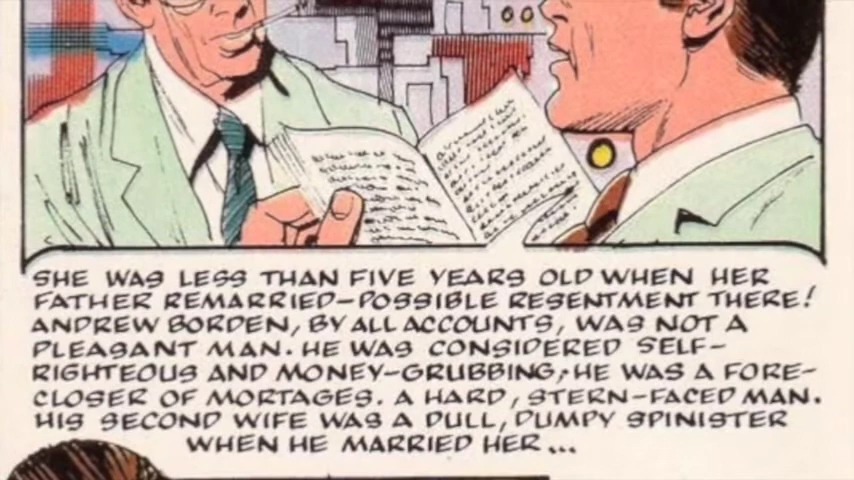 SHE WAS LESS THAN FIVE YEARS OLD WHEN HER
FATHER REMARRIED-POSSIBLE RESENTMENT THERE!
ANDREW BORDEN, BY ALL ACCOUNTS, WAS NOT A
PLEASANT MAN. HE WAS CONSIDERED SELF-
RIGHTEOUS AND MONEY-GRUBBING; HE WAS A FORE-
CLOSER OF MORTAGES. A HARD, STERN-FACED MAN.
HIS SECOND WIFE WAS A DULL, DUMPY SPINISTER
WHEN HE MARRIED HER...